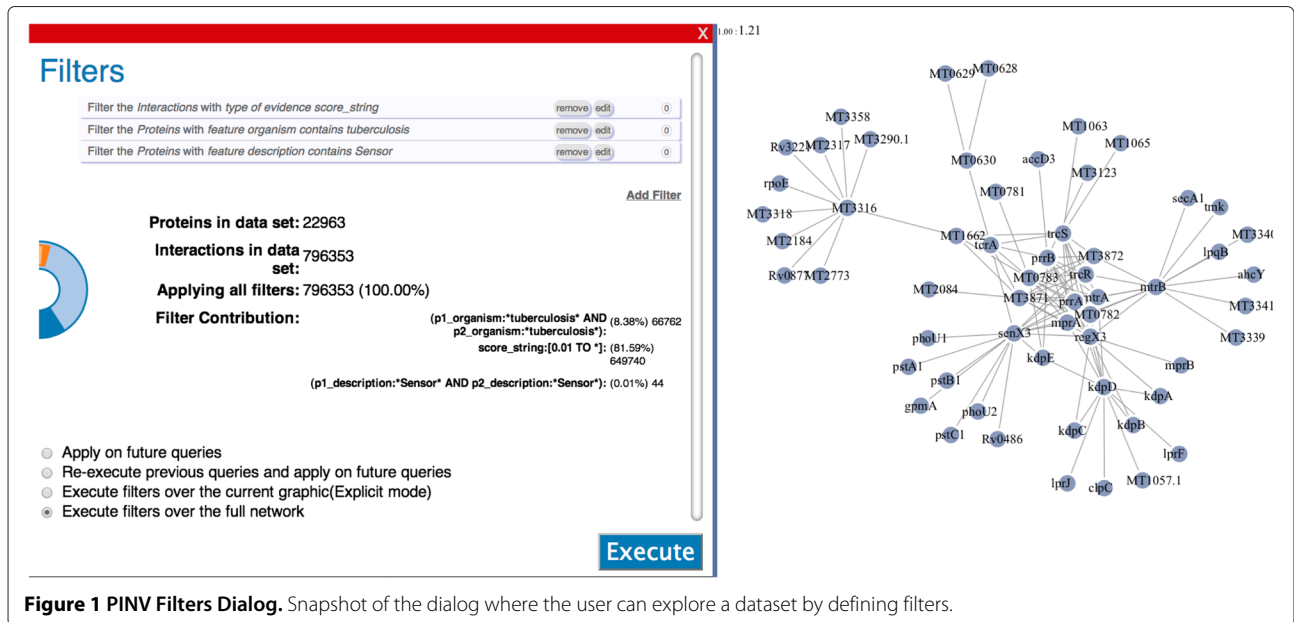 X
Filters
Filter the Interactions with type of evidence score_string remove edit 0
Filter the Proteins with feature organism contains tuberculosis remove edit 0
Filter the Proteins with feature description contains Sensor remove edit 0
Add Filter
Proteins in data set: 22963
Interactions in data set: 796353
Applying all filters: 796353 (100.00%)
Filter Contribution:
(p1_organism:*tuberculosis* AND p2_organism:*tuberculosis*): (8.38%) 66762
score_string:[0.01 TO *]: (81.59%) 649740
(p1_description:*Sensor* AND p2_description:*Sensor*): (0.01%) 44
Apply on future queries
Re-execute previous queries and apply on future queries
Execute filters over the current graphic(Explicit mode)
Execute filters over the full network
Execute
1.00 : 1.21
MT0629
MT0628
MT3358
MT3290.1
MT2317
MT1063
MT1065
MT0630
accD3
MT3123
rpoE
MT0781
MT3318
MT3316
secA1
tmk
MT2184
MT1662
tcrA
trcS
lpqB
Rv0877
MT2773
prrB
MT3872
MT0783
trcR
mtrB
ahcY
MT2084
MT3871
prrA
mtrA
MT0782
MT3341
mprA
senX3
regX3
MT3339
phoU1
kdpE
pstA1
mprB
pstB1
kdpD
kdpA
gpmA
phoU2
pstC1
Rv0486
kdpC
kdpB
lprF
lprJ
clpC
MT1057.1
Figure 1 PINV Filters Dialog. Snapshot of the dialog where the user can explore a dataset by defining filters.